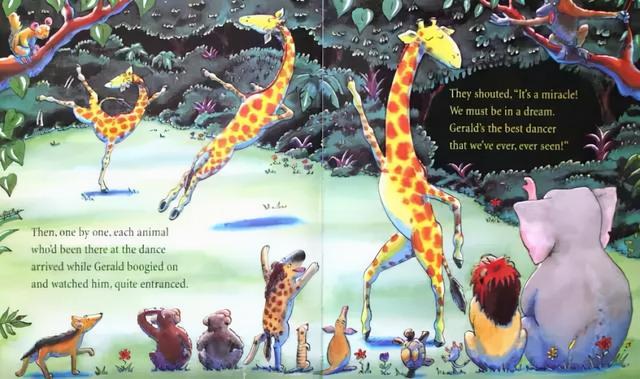 Then, one by one, each animal
who'd been there at the dance
arrived while Gerald boogied on
and watched him, quite entranced.
They shouted, "It's a miracle!
We must be in a dream.
Gerald's the best dancer
that we've ever, ever seen!"